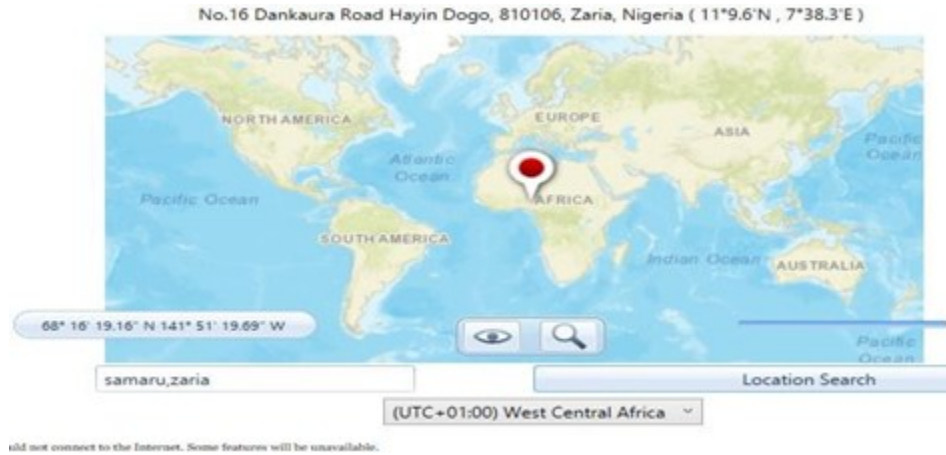 No.16 Dankaura Road Hayin Dogo, 810106, Zaria, Nigeria ( 11°9.6'N , 7°38.3'E )
NORTH AMERICA
EUROPE
ASIA
Atlantic
Ocean
Pacific
Ocean
Pacific Ocean
AFRICA
SOUTH AMERICA
Indian Ocean
AUSTRALIA
68° 16' 19.16" N 141° 51' 19.69" W
Pacific
Ocean
samaru,zaria
Location Search
(UTC+01:00) West Central Africa
uld not connect to the Internet. Some features will be unavailable.